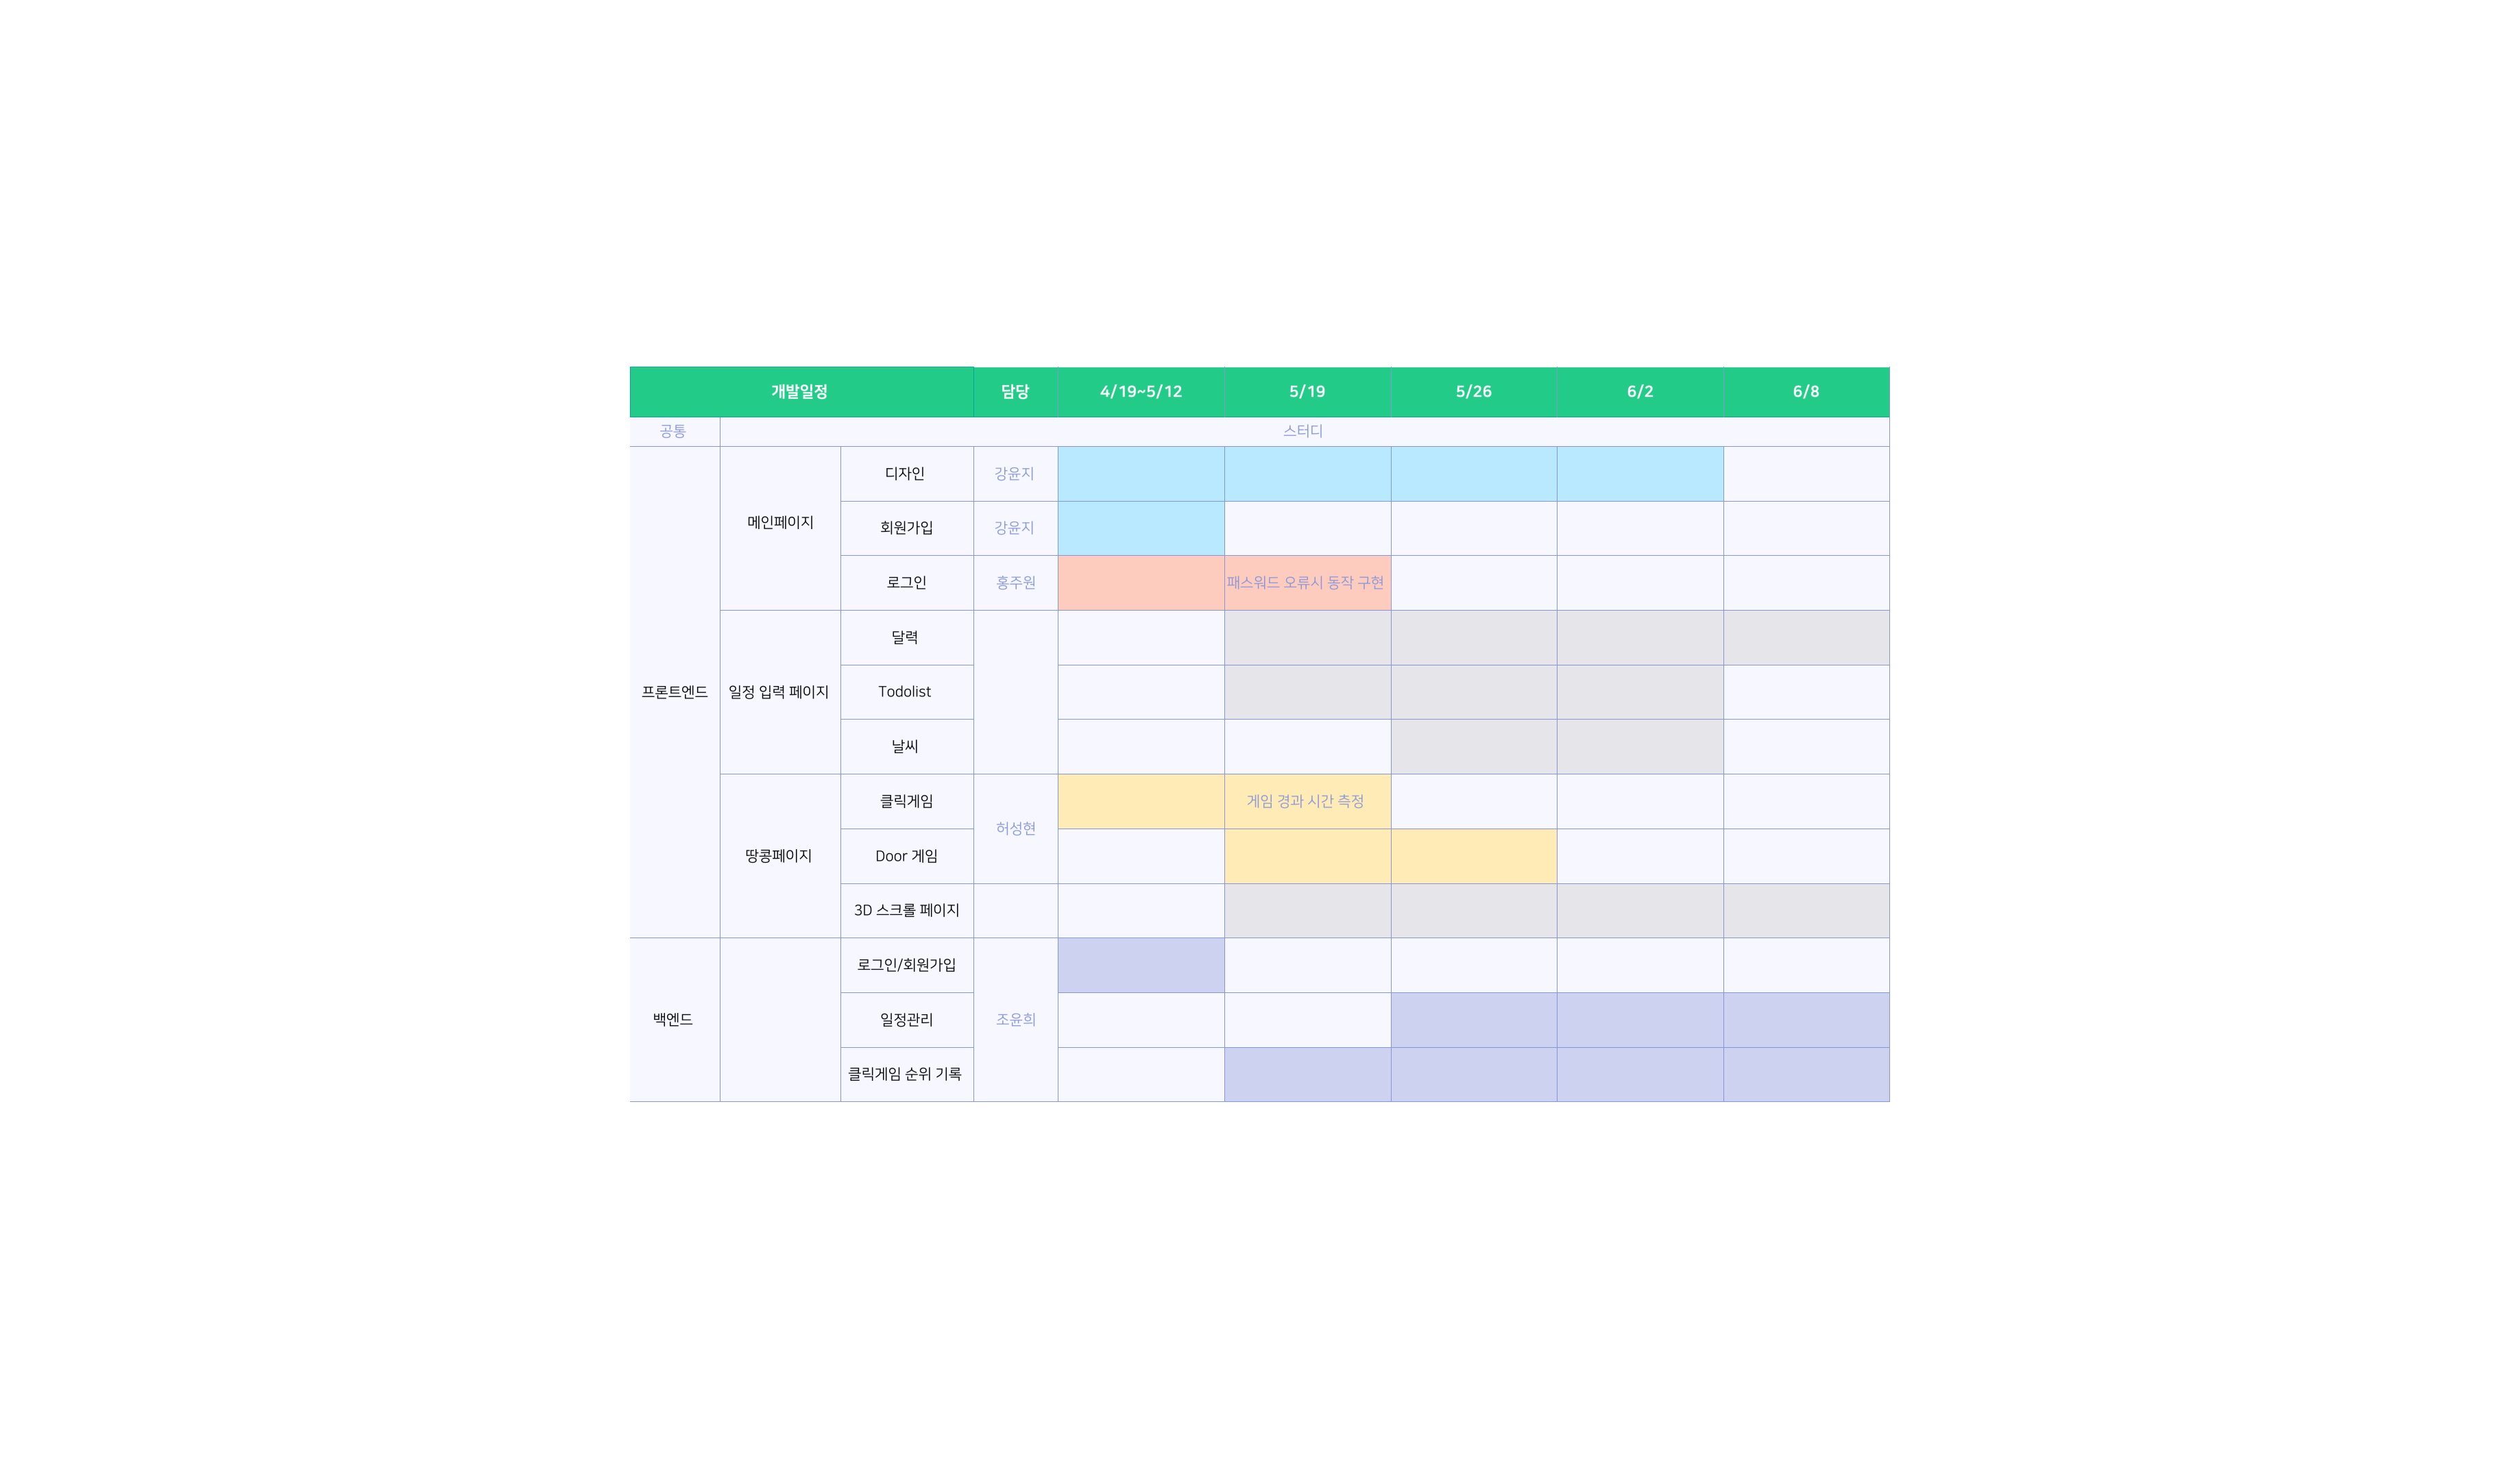 개발일정 담당 4/19~5/12 5/19 5/26 6/2 6/8
공통 스터디
디자인 강윤지
메인페이지
회원가입 강윤지
로그인 홍주원 패스워드 오류시 동작 구현
달력
프론트엔드 일정 입력 페이지 Todolist
날씨
클릭게임 게임 경과 시간 측정
허성현
땅콩페이지 Door 게임
3D 스크롤 페이지
로그인/회원가입
백엔드 일정관리 조윤희
클릭게임 순위 기록